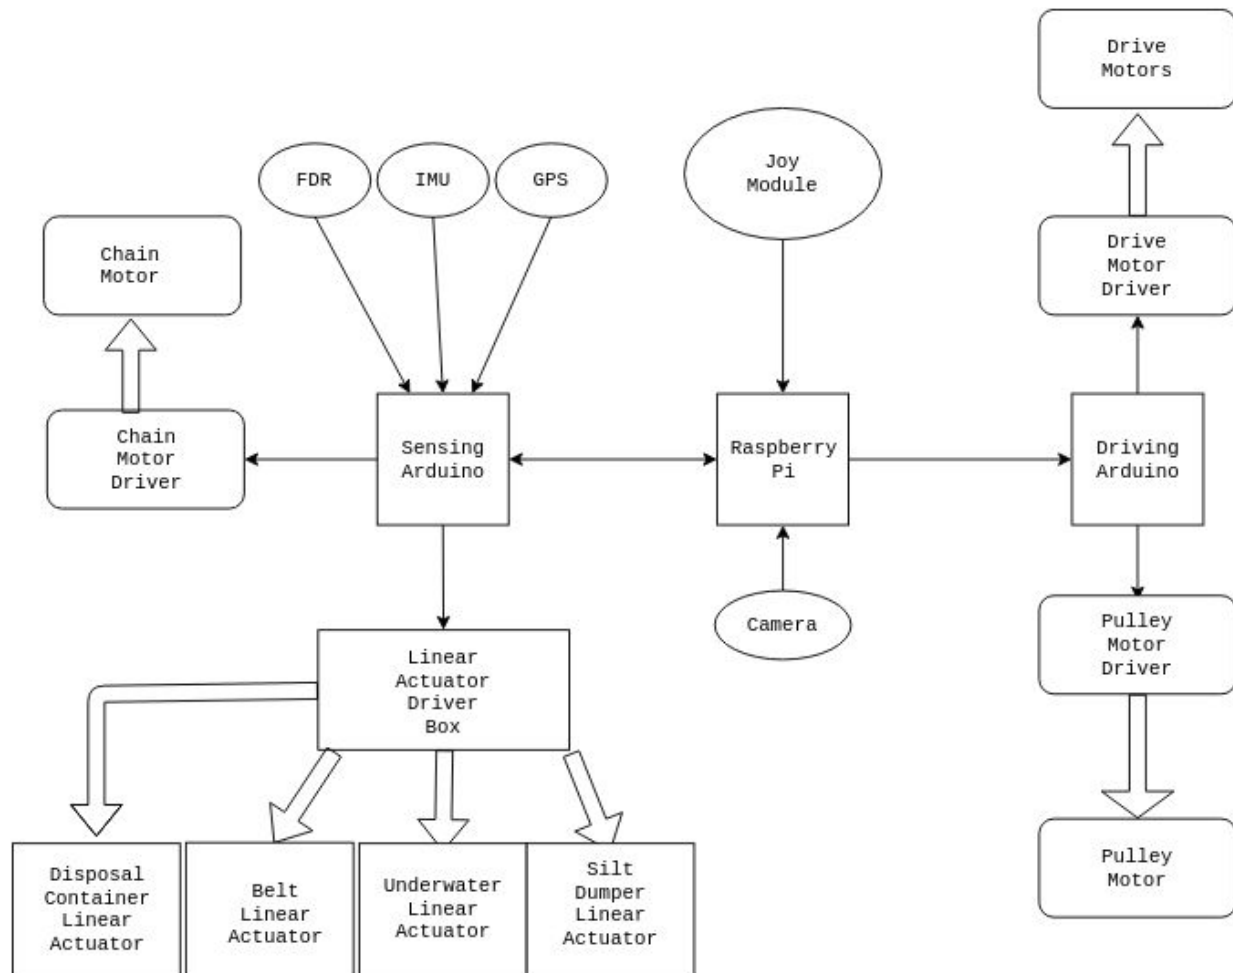 Drive
Motors
Joy
Module
FDR
IMU
GPS
Chain
Motor
Drive
Motor
Driver
Chain
Motor
Driver
Sensing
Arduino
Raspberry
Pi
Driving
Arduino
Camera
Pulley
Motor
Driver
Linear
Actuator
Driver
Box
Disposal
Container
Linear
Actuator
Belt
Linear
Actuator
Underwater
Linear
Actuator
Silt
Dumper
Linear
Actuator
Pulley
Motor